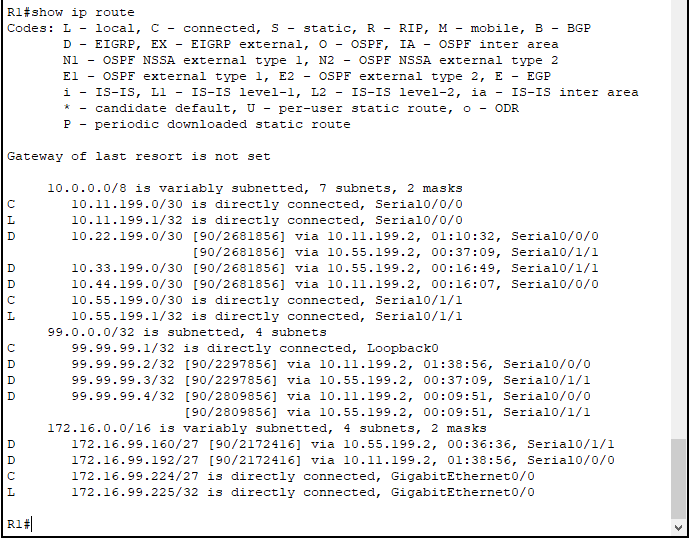 R1#show ip route
Codes: L - local, C - connected, S - static, R - RIP, M - mobile, B - BGP
       D - EIGRP, EX - EIGRP external, O - OSPF, IA - OSPF inter area
       N1 - OSPF NSSA external type 1, N2 - OSPF NSSA external type 2
       E1 - OSPF external type 1, E2 - OSPF external type 2, E - EGP
       i - IS-IS, L1 - IS-IS level-1, L2 - IS-IS level-2, ia - IS-IS inter area
       * - candidate default, U - per-user static route, o - ODR
       P - periodic downloaded static route
Gateway of last resort is not set
     10.0.0.0/8 is variably subnetted, 7 subnets, 2 masks
C       10.11.199.0/30 is directly connected, Serial0/0/0
L       10.11.199.1/32 is directly connected, Serial0/0/0
D       10.22.199.0/30 [90/2681856] via 10.11.199.2, 01:10:32, Serial0/0/0
                       [90/2681856] via 10.55.199.2, 00:37:09, Serial0/1/1
D       10.33.199.0/30 [90/2681856] via 10.55.199.2, 00:16:49, Serial0/1/1
D       10.44.199.0/30 [90/2681856] via 10.11.199.2, 00:16:07, Serial0/0/0
C       10.55.199.0/30 is directly connected, Serial0/1/1
L       10.55.199.1/32 is directly connected, Serial0/1/1
     99.0.0.0/32 is subnetted, 4 subnets
C       99.99.99.1/32 is directly connected, Loopback0
D       99.99.99.2/32 [90/2297856] via 10.11.199.2, 01:38:56, Serial0/0/0
D       99.99.99.3/32 [90/2297856] via 10.55.199.2, 00:37:09, Serial0/1/1
D       99.99.99.4/32 [90/2809856] via 10.11.199.2, 00:09:51, Serial0/0/0
                      [90/2809856] via 10.55.199.2, 00:09:51, Serial0/1/1
     172.16.0.0/16 is variably subnetted, 4 subnets, 2 masks
D       172.16.99.160/27 [90/2172416] via 10.55.199.2, 00:36:36, Serial0/1/1
D       172.16.99.192/27 [90/2172416] via 10.11.199.2, 01:38:56, Serial0/0/0
C       172.16.99.224/27 is directly connected, GigabitEthernet0/0
L       172.16.99.225/32 is directly connected, GigabitEthernet0/0
R1#